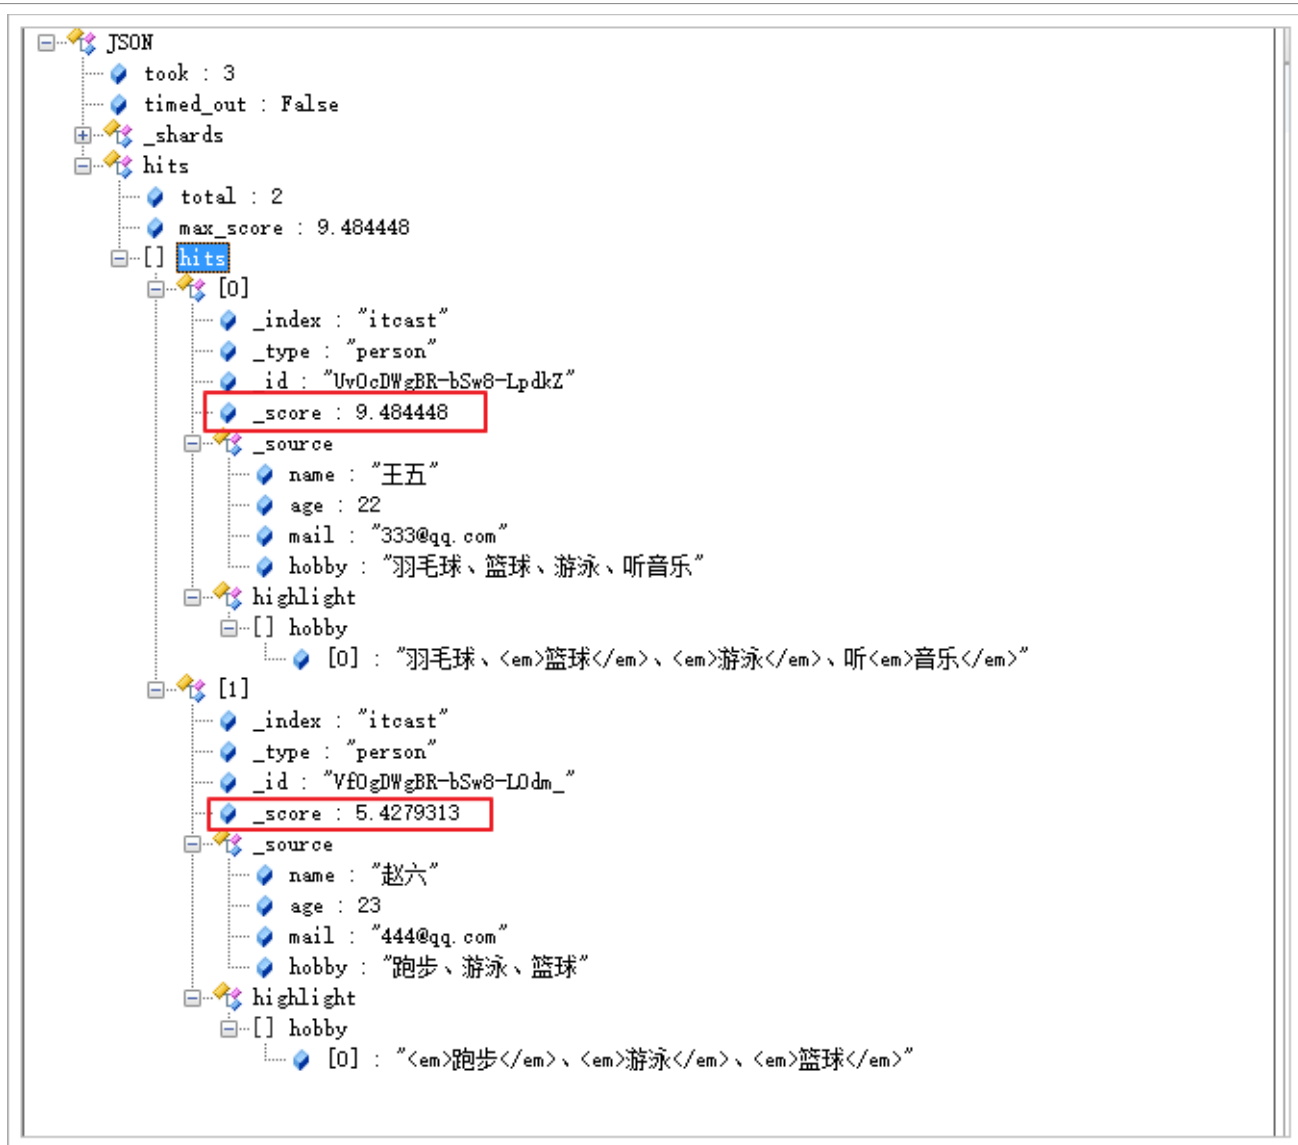 JSON
took : 3
timed_out : False
_shards
hits
total : 2
max_score : 9.484448
[] hits
[0]
_index : "itcast"
_type : "person"
_id : "UvOcDWgBR-bSw8-LpdkZ"
_score : 9.484448
_source
name : "王五"
age : 22
mail : "333@qq.com"
hobby : "羽毛球、篮球、游泳、听音乐"
highlight
[] hobby
[0] : "羽毛球、<em>篮球</em>、<em>游泳</em>、听<em>音乐</em>"
[1]
_index : "itcast"
_type : "person"
_id : "VfOgDWgBR-bSw8-LOdm_"
_score : 5.4279313
_source
name : "赵六"
age : 23
mail : "444@qq.com"
hobby : "跑步、游泳、篮球"
highlight
[] hobby
[0] : "<em>跑步</em>、<em>游泳</em>、<em>篮球</em>"